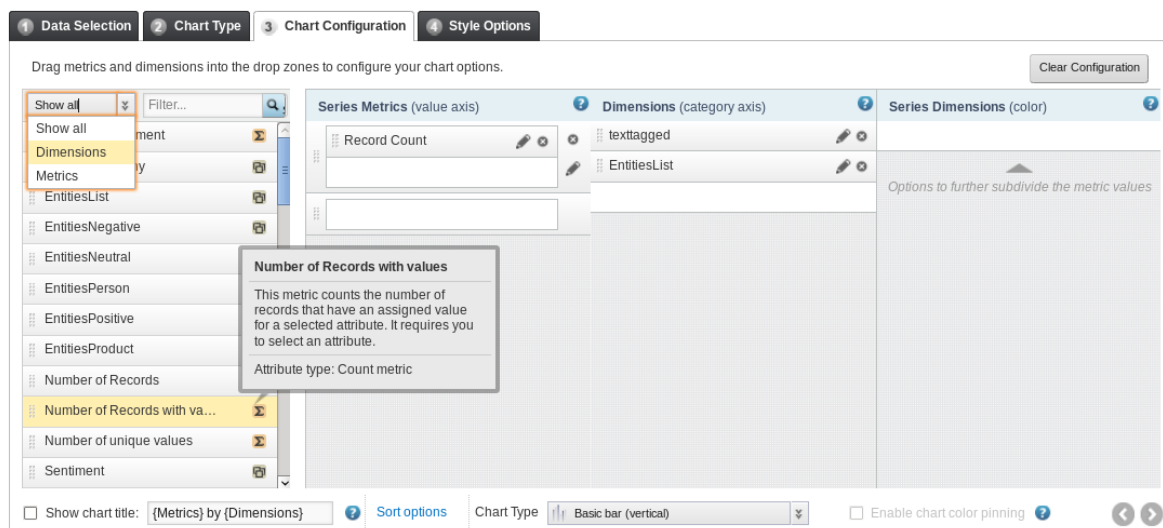 1 Data Selection
2 Chart Type
3 Chart Configuration
4 Style Options
Drag metrics and dimensions into the drop zones to configure your chart options.
Clear Configuration
Show all
Filter...
Show all
Dimensions
Metrics
EntitiesList
EntitiesNegative
EntitiesNeutral
EntitiesPerson
EntitiesPositive
EntitiesProduct
Number of Records
Number of Records with va...
Number of unique values
Sentiment
Number of Records with values
This metric counts the number of
records that have an assigned value
for a selected attribute. It requires you
to select an attribute.
Attribute type: Count metric
Series Metrics (value axis)
Record Count
Dimensions (category axis)
texttagged
EntitiesList
Series Dimensions (color)
Options to further subdivide the metric values
Show chart title:
{Metrics} by {Dimensions}
Sort options
Chart Type
Basic bar (vertical)
Enable chart color pinning